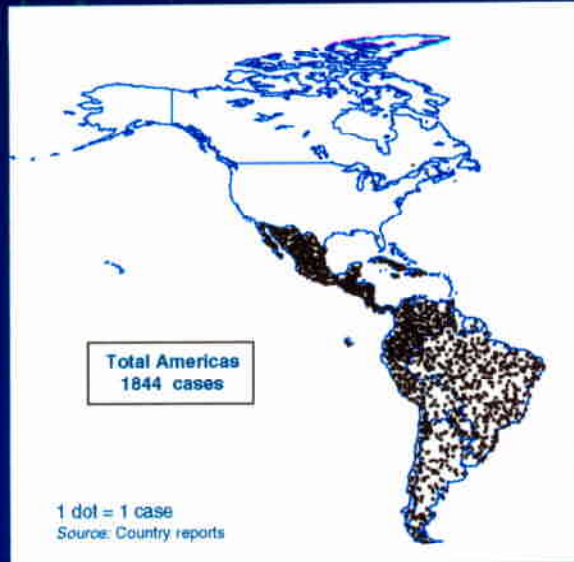 Total Americas
1844 cases
1 dot = 1 case
Source: Country reports